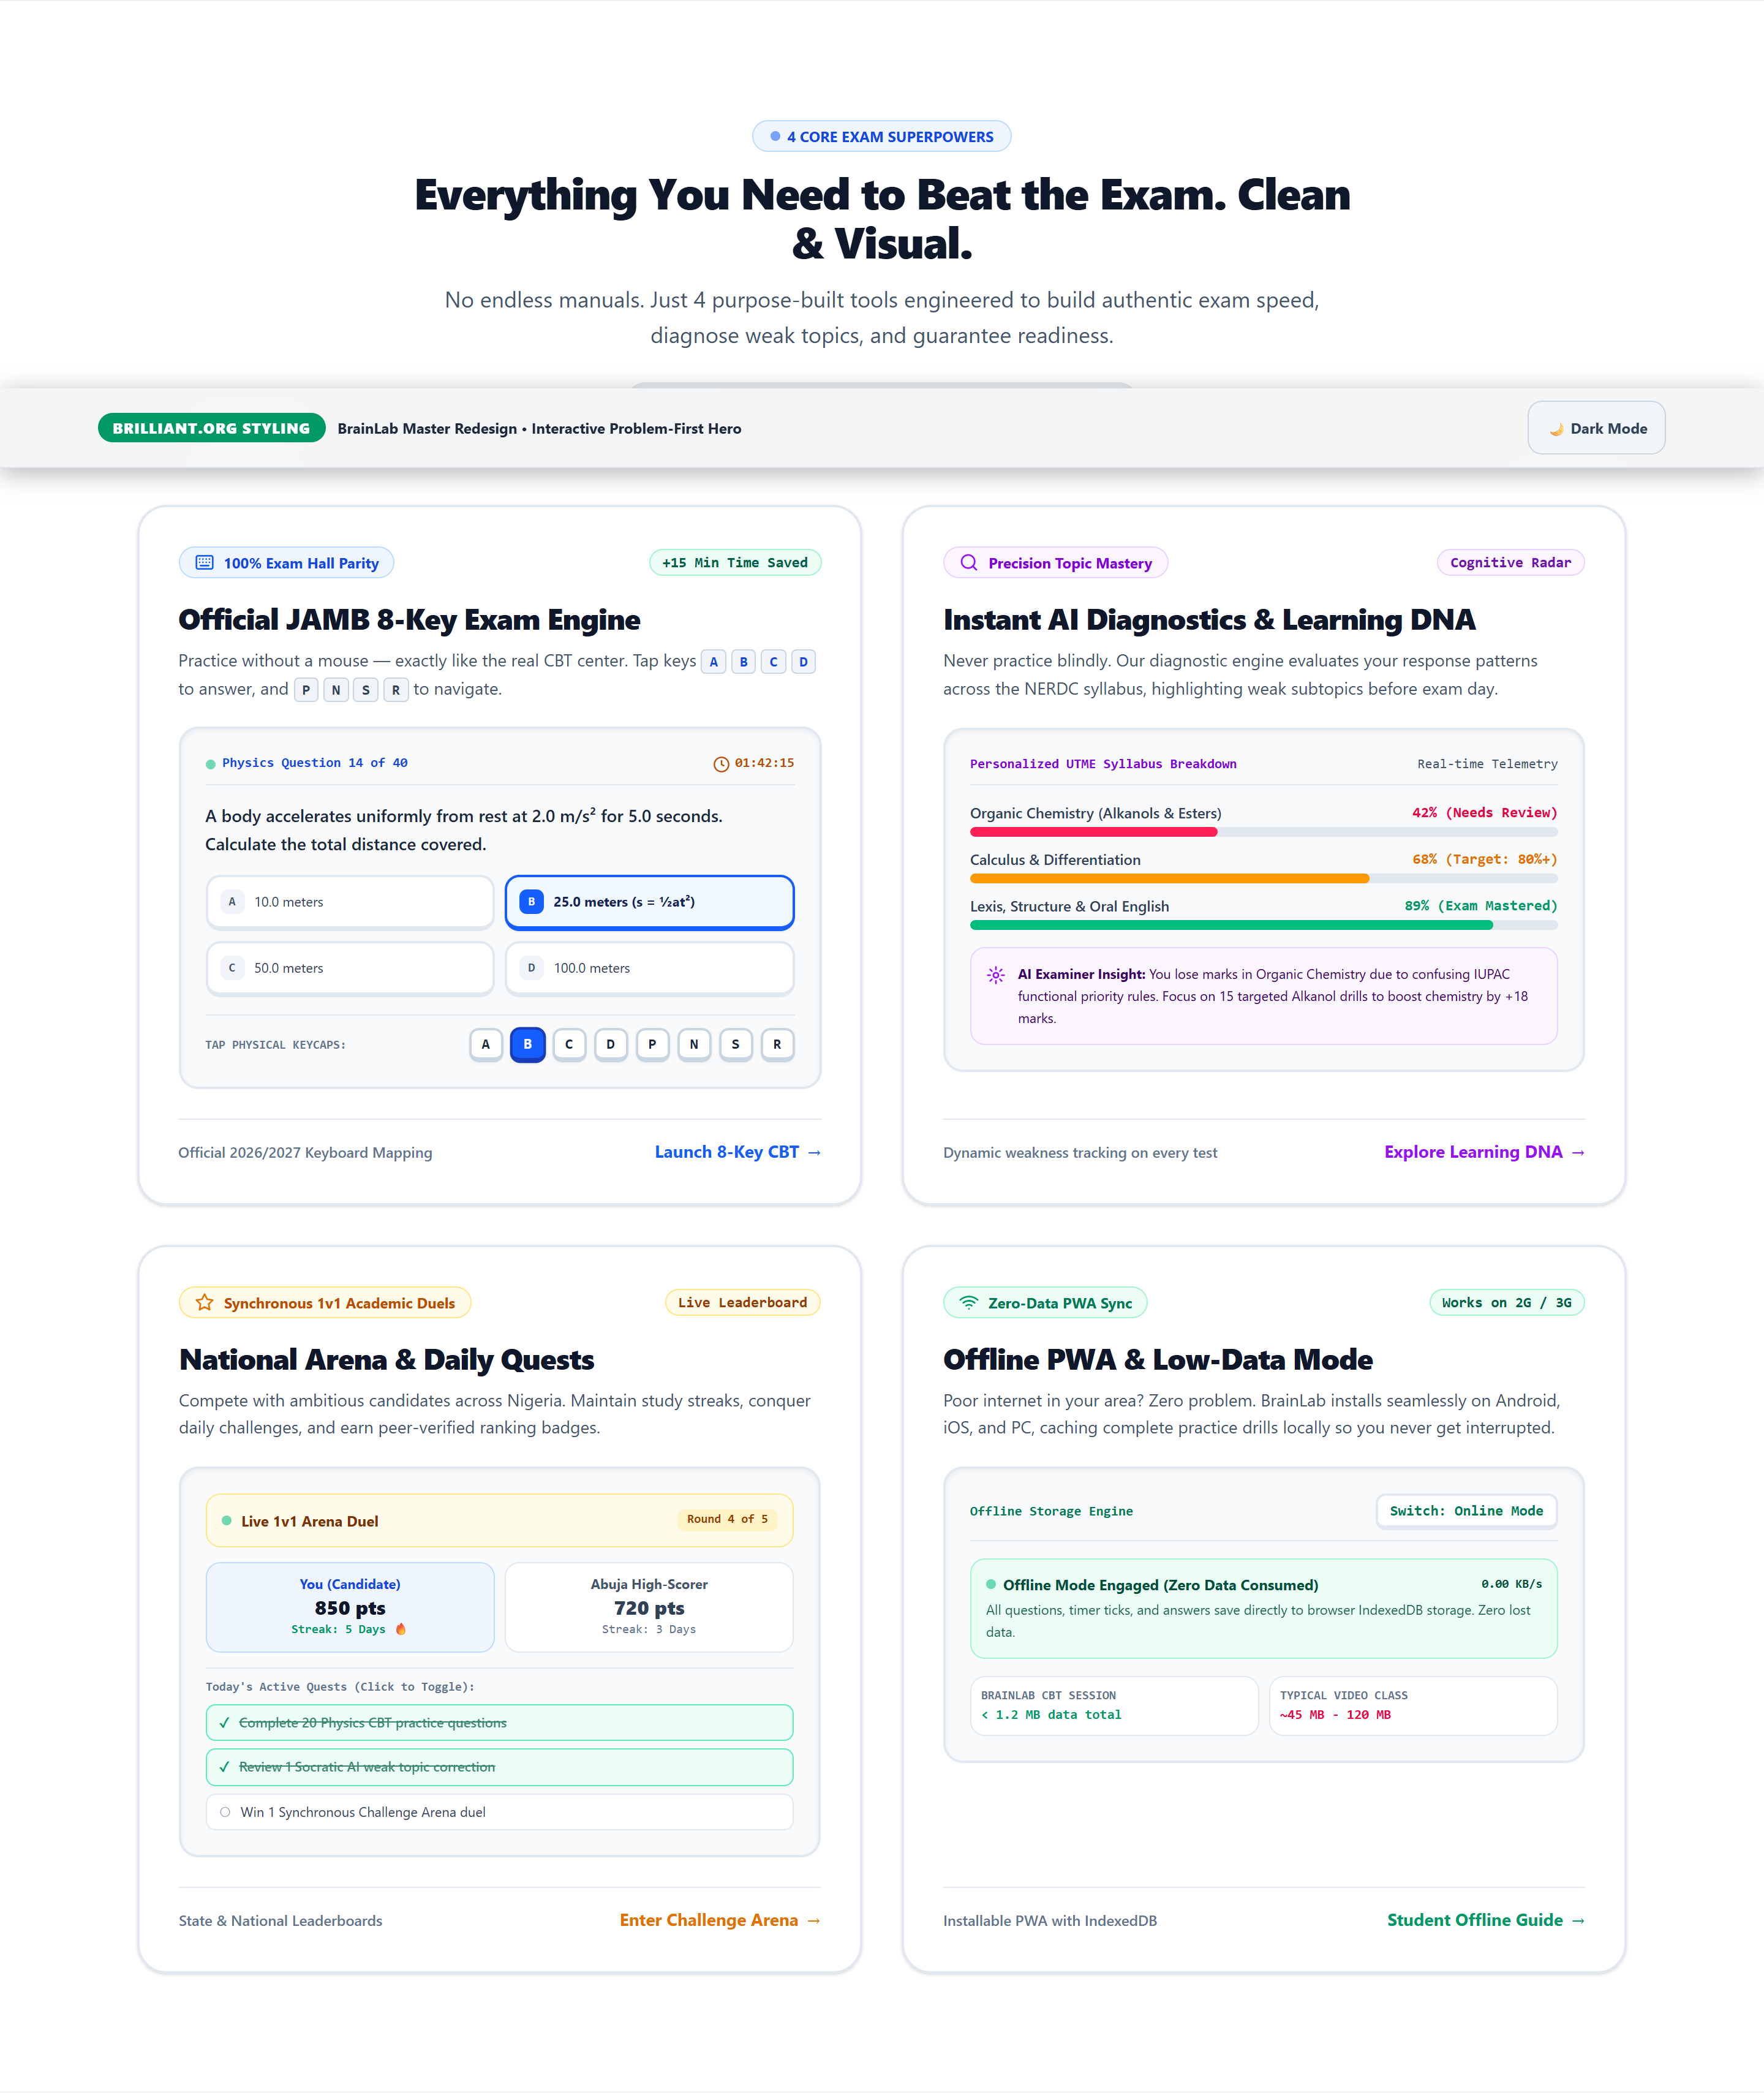 4 CORE EXAM SUPERPOWERS
Everything You Need to Beat the Exam. Clean
& Visual.
No endless manuals. Just 4 purpose-built tools engineered to build authentic exam speed,
diagnose weak topics, and guarantee readiness.
BRILLIANT.ORG STYLING BrainLab Master Redesign • Interactive Problem-First Hero
🌙 Dark Mode
100% Exam Hall Parity
+15 Min Time Saved
Official JAMB 8-Key Exam Engine
Practice without a mouse — exactly like the real CBT center. Tap keys A B C D
to answer, and P N S R to navigate.
Physics Question 14 of 40
01:42:15
A body accelerates uniformly from rest at 2.0 m/s² for 5.0 seconds.
Calculate the total distance covered.
A 10.0 meters
B 25.0 meters (s = ½at²)
C 50.0 meters
D 100.0 meters
TAP PHYSICAL KEYCAPS: A B C D P N S R
Official 2026/2027 Keyboard Mapping
Launch 8-Key CBT →
Precision Topic Mastery
Cognitive Radar
Instant AI Diagnostics & Learning DNA
Never practice blindly. Our diagnostic engine evaluates your response patterns
across the NERDC syllabus, highlighting weak subtopics before exam day.
Personalized UTME Syllabus Breakdown
Real-time Telemetry
Organic Chemistry (Alkanols & Esters) 42% (Needs Review)
Calculus & Differentiation 68% (Target: 80%+)
Lexis, Structure & Oral English 89% (Exam Mastered)
AI Examiner Insight: You lose marks in Organic Chemistry due to confusing IUPAC
functional priority rules. Focus on 15 targeted Alkanol drills to boost chemistry by +18
marks.
Dynamic weakness tracking on every test
Explore Learning DNA →
Synchronous 1v1 Academic Duels
Live Leaderboard
National Arena & Daily Quests
Compete with ambitious candidates across Nigeria. Maintain study streaks, conquer
daily challenges, and earn peer-verified ranking badges.
Live 1v1 Arena Duel
Round 4 of 5
You (Candidate)
850 pts
Streak: 5 Days 🔥
Abuja High-Scorer
720 pts
Streak: 3 Days
Today's Active Quests (Click to Toggle):
✓ Complete 20 Physics CBT practice questions
✓ Review 1 Socratic AI weak topic correction
○ Win 1 Synchronous Challenge Arena duel
State & National Leaderboards
Enter Challenge Arena →
Zero-Data PWA Sync
Works on 2G / 3G
Offline PWA & Low-Data Mode
Poor internet in your area? Zero problem. BrainLab installs seamlessly on Android,
iOS, and PC, caching complete practice drills locally so you never get interrupted.
Offline Storage Engine
Switch: Online Mode
Offline Mode Engaged (Zero Data Consumed) 0.00 KB/s
All questions, timer ticks, and answers save directly to browser IndexedDB storage. Zero lost
data.
BRAINLAB CBT SESSION
< 1.2 MB data total
TYPICAL VIDEO CLASS
~45 MB - 120 MB
Installable PWA with IndexedDB
Student Offline Guide →